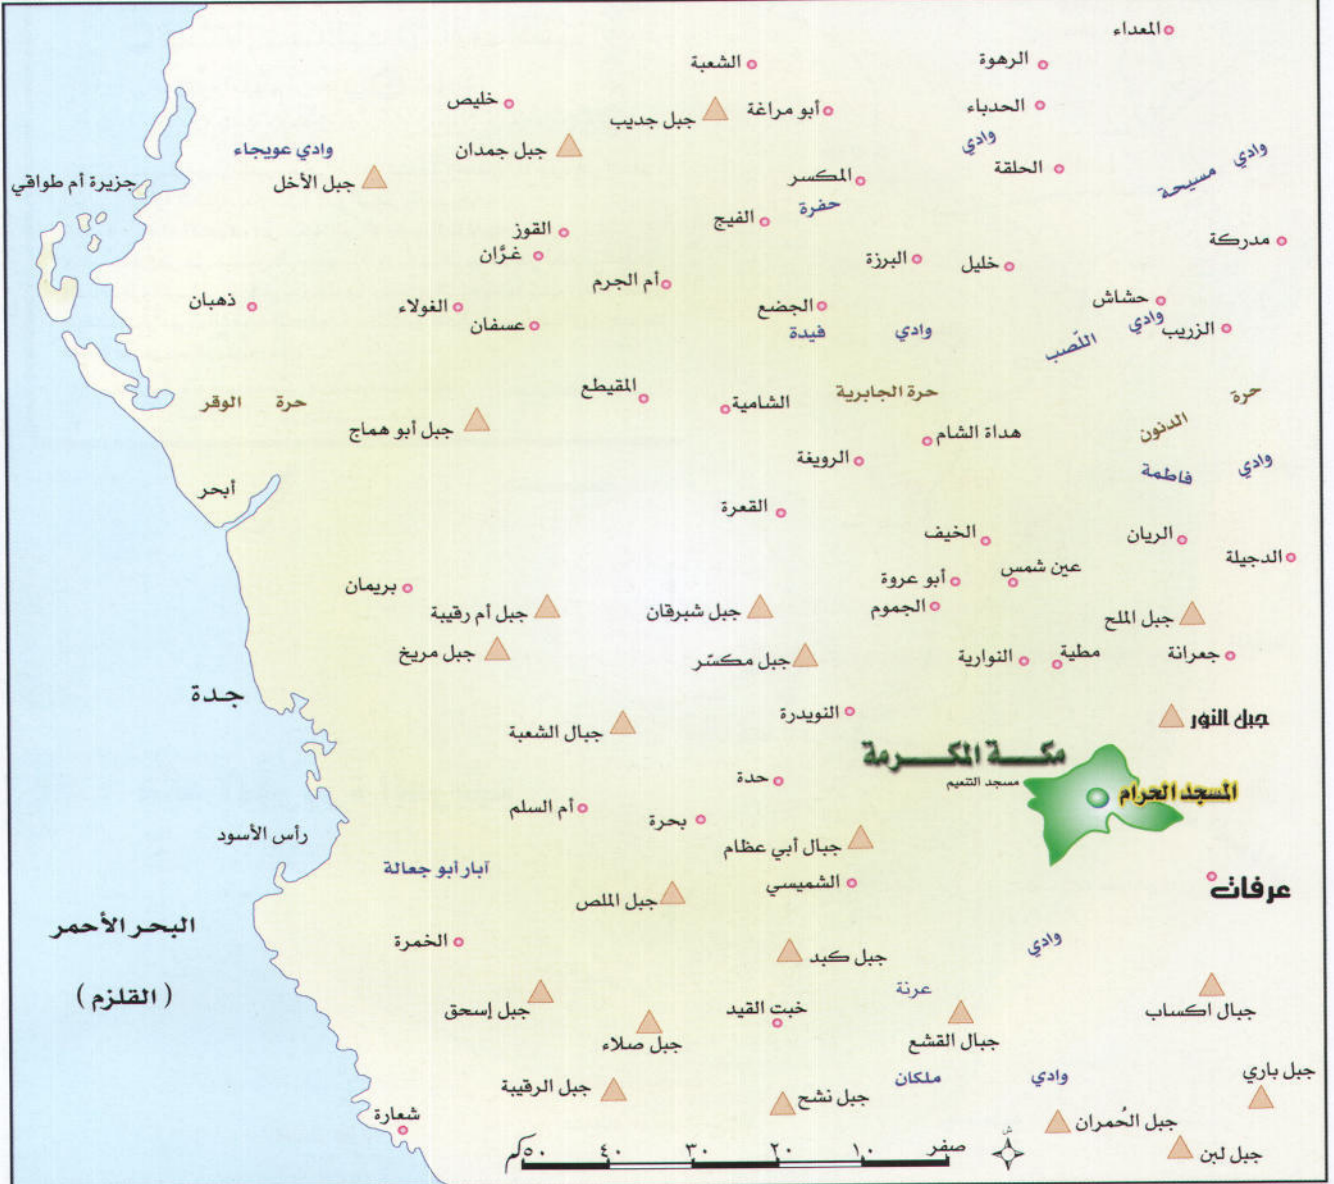 المعداء
الرهوة
الشعبة
خليص
الحدباء
أبو مراغة
جبل جديب
وادي
جبل جمدان
وادي عويجاء
وادي مسيحة
الحلقة
المكسر
جبل الأخل
جزيرة أم طواقي
حفرة
الفيج
القوز
مدركة
غرَّان
البرزة
خليل
أم الجرم
حشاش
الجضع
الغولاء
ذهبان
عسفان
الزريب
وادي اللّصب
وادي فيدة
المقيطع
حرة الجابرية
حرة الدنون
الشامية
حرة الوقر
جبل أبو هماج
هداة الشام
الرويغة
وادي فاطمة
أبحر
القعرة
الخيف
الريان
الدجيلة
عين شمس
أبو عروة
بريمان
الجموم
جبل شبرقان
جبل أم رقيبة
جبل الملح
جعرانة
مطية
النوارية
جبل مكسّر
جبل مريخ
جدة
النويدرة
جبل النور
جبال الشعبة
مكة المكرمة
مسجد التنعيم
المسجد الحرام
حدة
أم السلم
بحرة
رأس الأسود
جبال أبي عظام
آبار أبو جعالة
الشميسي
عرفات
جبل الملص
البحر الأحمر
(القلزم)
الخمرة
وادي
جبل كبد
عرنة
جبل إسحق
خبت القيد
جبال اكساب
جبل صلاء
جبال القشع
جبل باري
وادي ملكان
جبل الرقيبة
جبل نشح
شعارة
جبل الحُمران
جبل لبن
ش
صفر ١٠ ٢٠ ٣٠ ٤٠ ٥٠كم